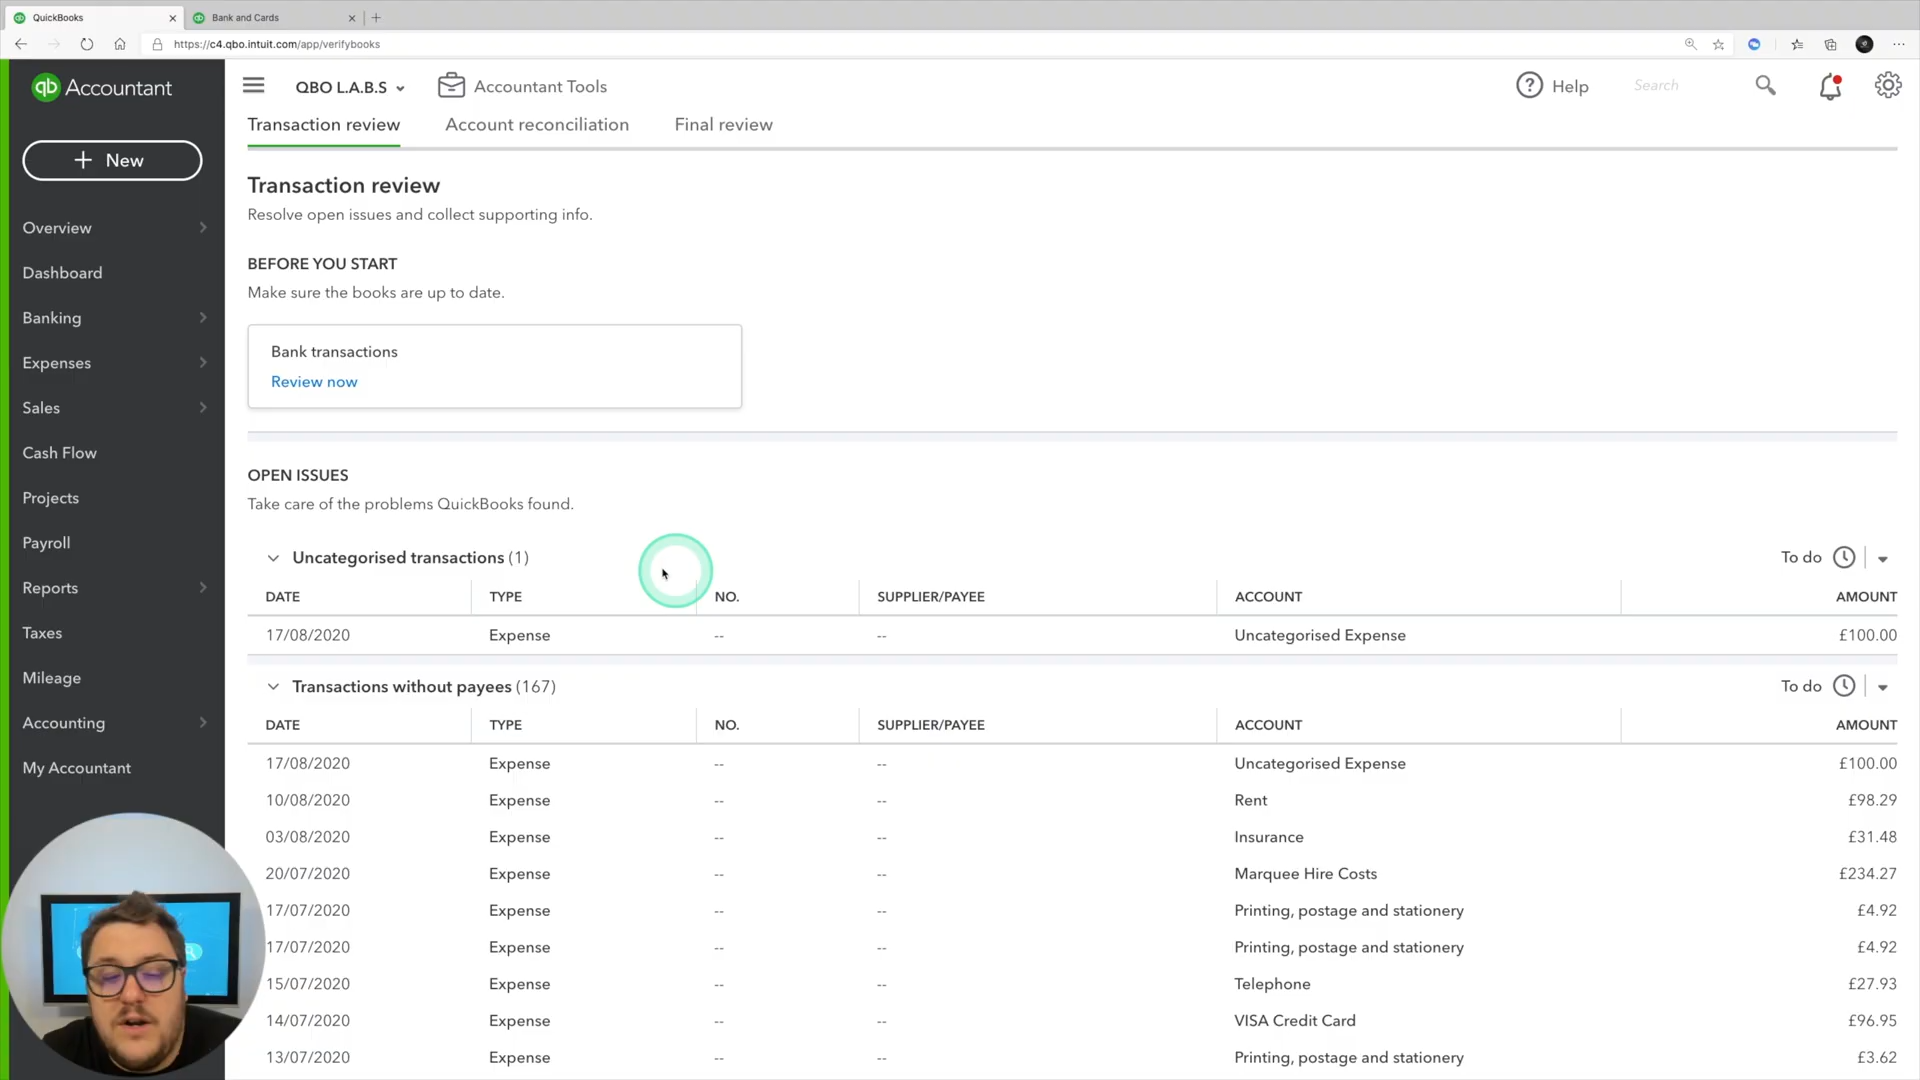 QuickBooks
Bank and Cards
https://c4.qbo.intuit.com/app/verifybooks
qb Accountant
QBO L.A.B.S
Accountant Tools
Help
Search
+ New
Transaction review
Account reconciliation
Final review
Overview
Dashboard
Banking
Expenses
Sales
Cash Flow
Projects
Payroll
Reports
Taxes
Mileage
Accounting
My Accountant
Transaction review
Resolve open issues and collect supporting info.
BEFORE YOU START
Make sure the books are up to date.
Bank transactions
Review now
OPEN ISSUES
Take care of the problems QuickBooks found.
Uncategorised transactions (1) To do
DATE TYPE NO. SUPPLIER/PAYEE ACCOUNT AMOUNT
17/08/2020 Expense -- -- Uncategorised Expense £100.00
Transactions without payees (167) To do
DATE TYPE NO. SUPPLIER/PAYEE ACCOUNT AMOUNT
17/08/2020 Expense -- -- Uncategorised Expense £100.00
10/08/2020 Expense -- -- Rent £98.29
03/08/2020 Expense -- -- Insurance £31.48
20/07/2020 Expense -- -- Marquee Hire Costs £234.27
17/07/2020 Expense -- -- Printing, postage and stationery £4.92
17/07/2020 Expense -- -- Printing, postage and stationery £4.92
15/07/2020 Expense -- -- Telephone £27.93
14/07/2020 Expense -- -- VISA Credit Card £96.95
13/07/2020 Expense -- -- Printing, postage and stationery £3.62